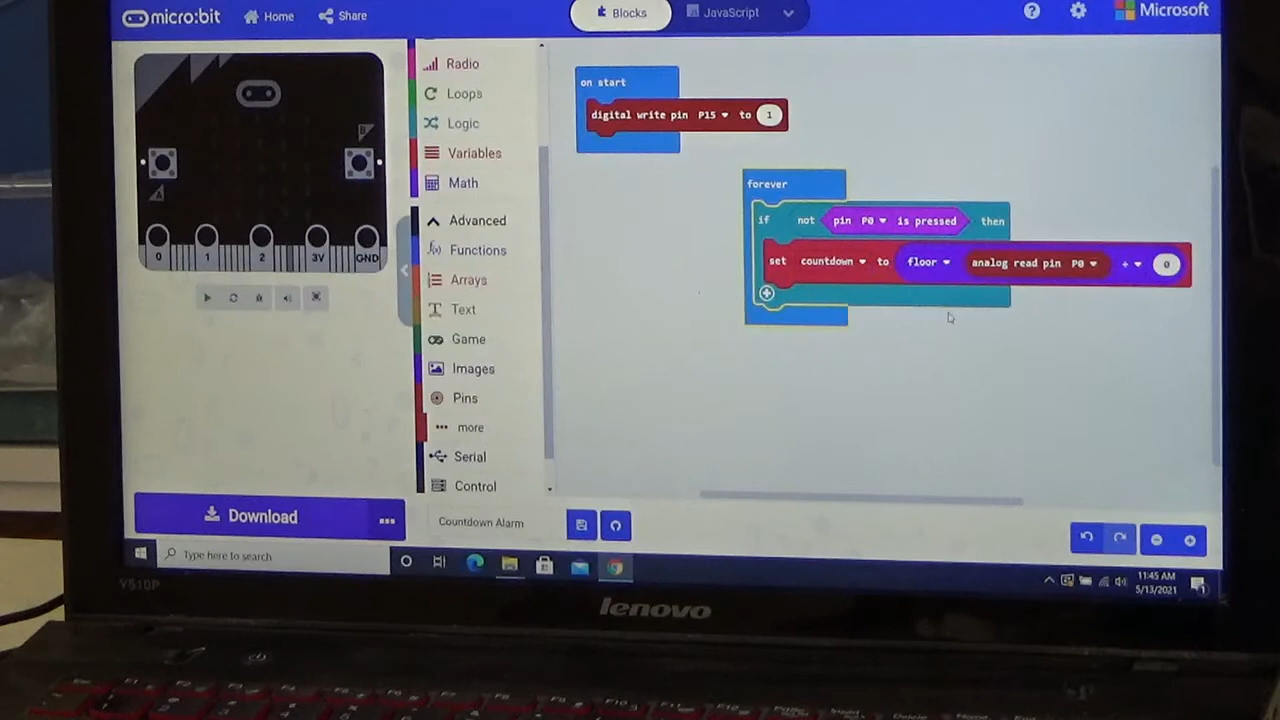 micro:bit Home Share Blocks JavaScript ? Microsoft
Radio
Loops
Logic
Variables
Math
Advanced
Functions
Arrays
Text
Game
Images
Pins
more
Serial
Control
on start
digital write pin P15 to 1
forever
if not pin P0 is pressed then
set countdown to floor analog read pin P0 ÷ 0
A
B
0 1 2 3V GND
Download
Countdown Alarm
Type here to search
11:45 AM
5/13/2021
Y510P
lenovo